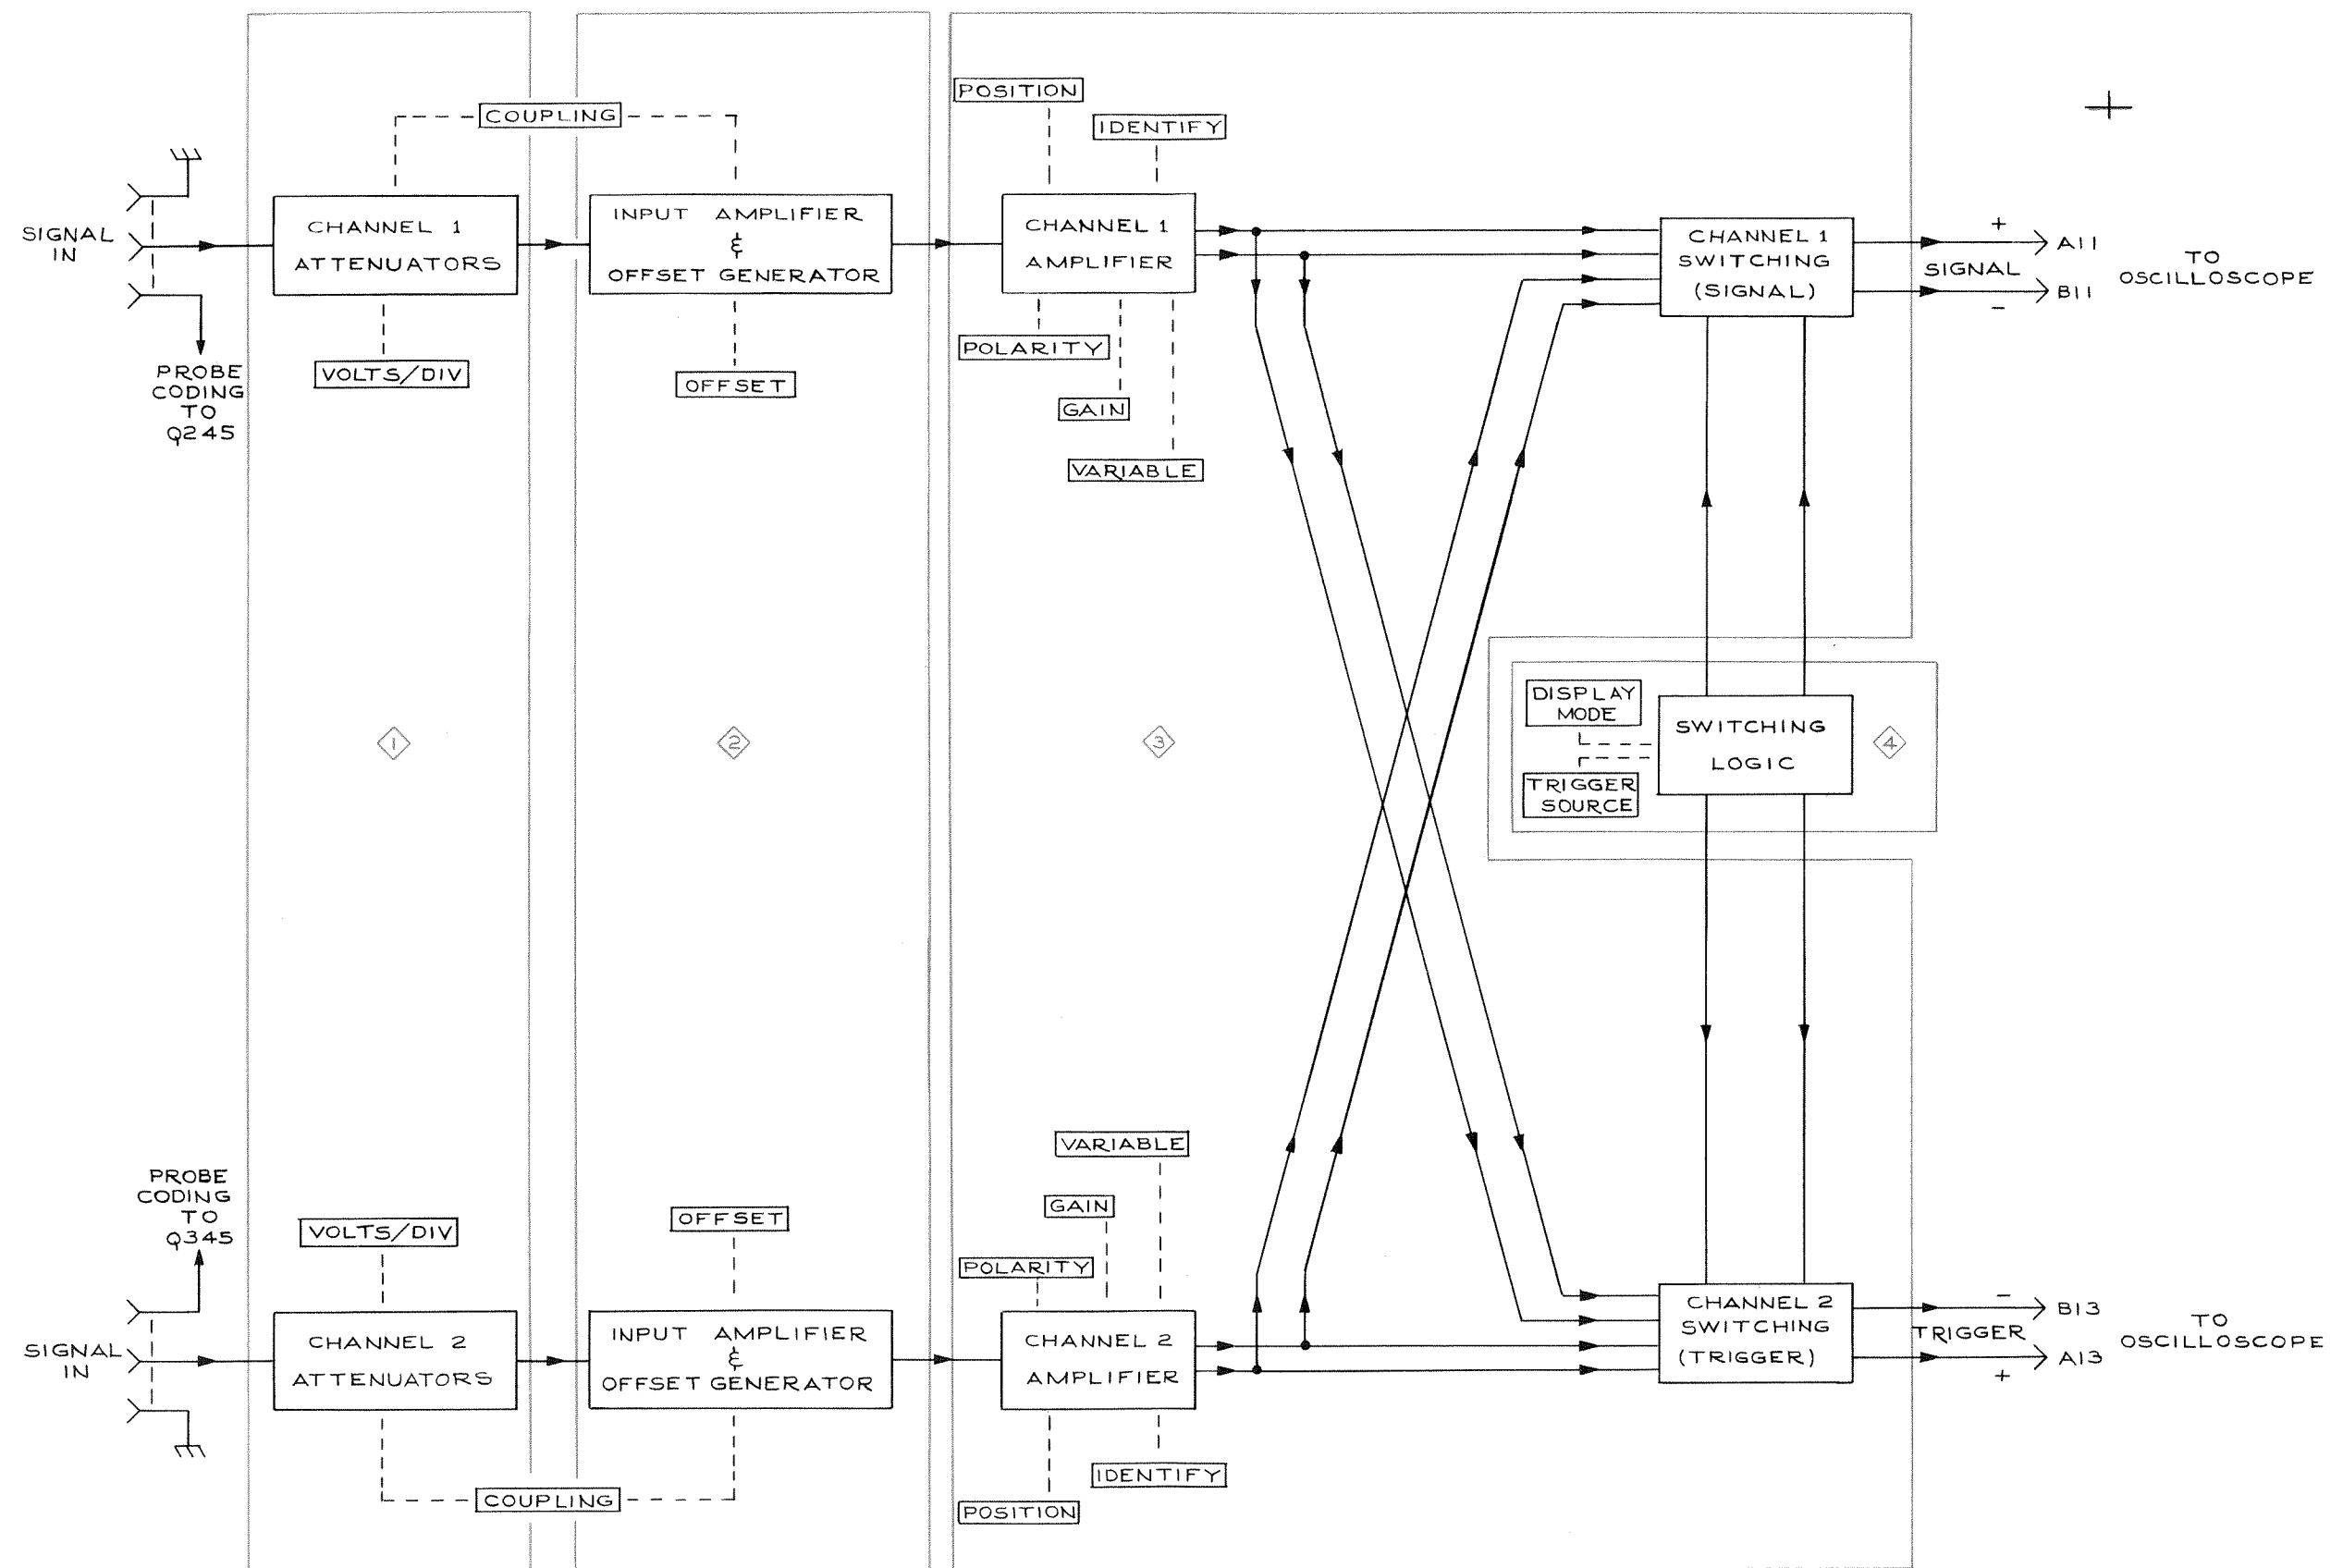 POSITION
COUPLING
IDENTIFY
SIGNAL
IN
CHANNEL 1
ATTENUATORS
INPUT AMPLIFIER
&
OFFSET GENERATOR
CHANNEL 1
AMPLIFIER
CHANNEL 1
SWITCHING
(SIGNAL)
+
A11
SIGNAL
B11
-
TO
OSCILLOSCOPE
PROBE
CODING
TO
Q245
VOLTS/DIV
OFFSET
POLARITY
GAIN
VARIABLE
1
2
3
DISPLAY
MODE
TRIGGER
SOURCE
SWITCHING
LOGIC
4
PROBE
CODING
TO
Q345
VOLTS/DIV
OFFSET
VARIABLE
GAIN
POLARITY
SIGNAL
IN
CHANNEL 2
ATTENUATORS
INPUT AMPLIFIER
&
OFFSET GENERATOR
CHANNEL 2
AMPLIFIER
CHANNEL 2
SWITCHING
(TRIGGER)
-
B13
TRIGGER
A13
+
TO
OSCILLOSCOPE
COUPLING
IDENTIFY
POSITION